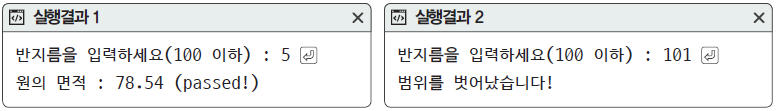 실행결과 1
반지름을 입력하세요(100 이하) : 5
원의 면적 : 78.54 (passed!)
실행결과 2
반지름을 입력하세요(100 이하) : 101
범위를 벗어났습니다!